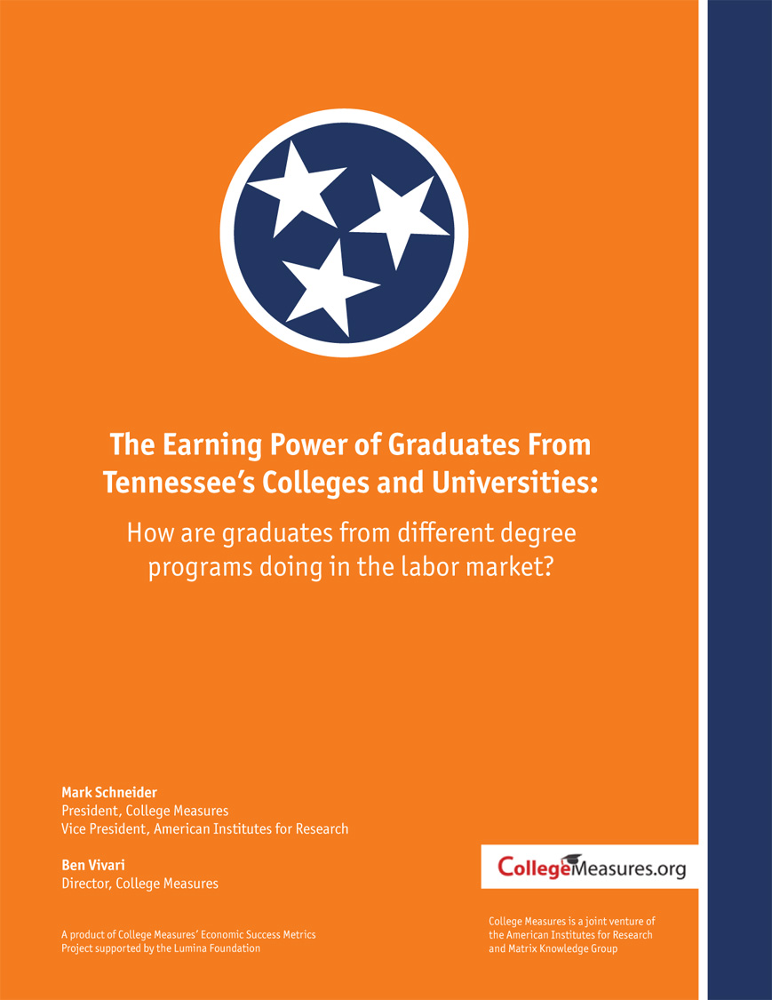 The Earning Power of Graduates From
Tennessee’s Colleges and Universities:
How are graduates from different degree
programs doing in the labor market?
Mark Schneider
President, College Measures
Vice President, American Institutes for Research
Ben Vivari
Director, College Measures
A product of College Measures’ Economic Success Metrics
Project supported by the Lumina Foundation
CollegeMeasures.org
College Measures is a joint venture of
the American Institutes for Research
and Matrix Knowledge Group